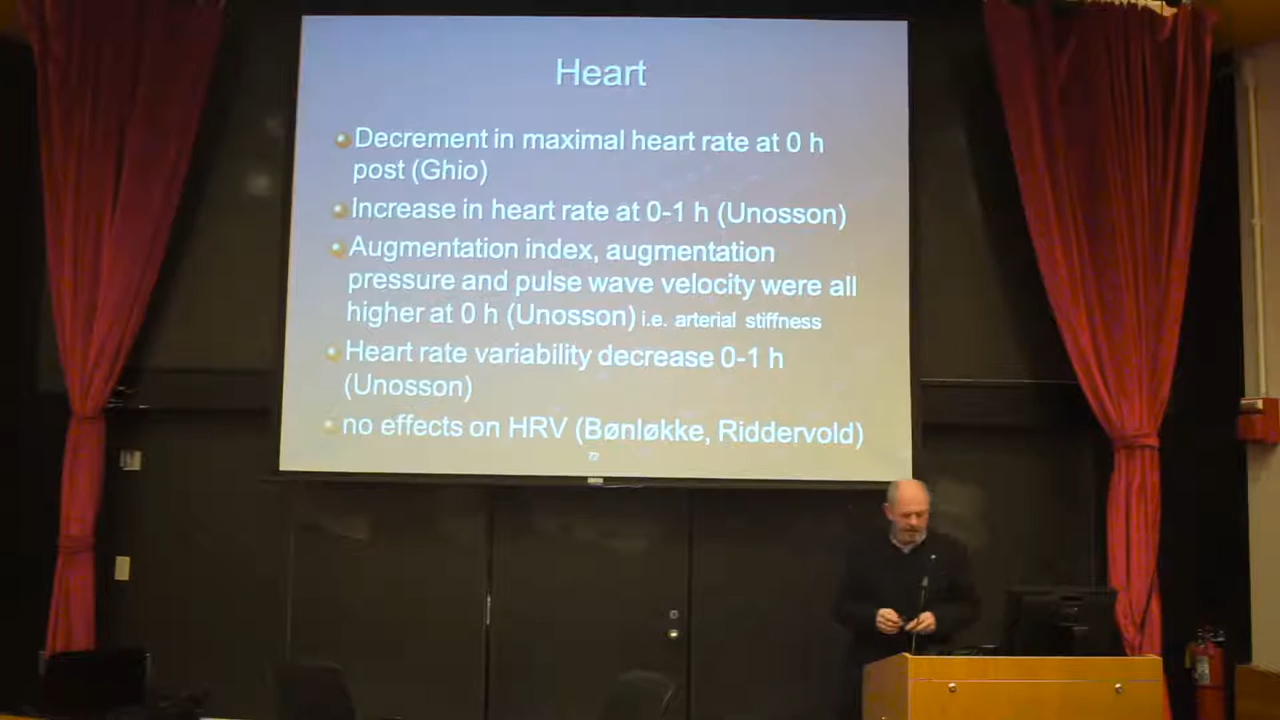 Heart
Decrement in maximal heart rate at 0 h
post (Ghio)
Increase in heart rate at 0-1 h (Unosson)
Augmentation index, augmentation
pressure and pulse wave velocity were all
higher at 0 h (Unosson) i.e. arterial stiffness
Heart rate variability decrease 0-1 h
(Unosson)
no effects on HRV (Bønløkke, Riddervold)